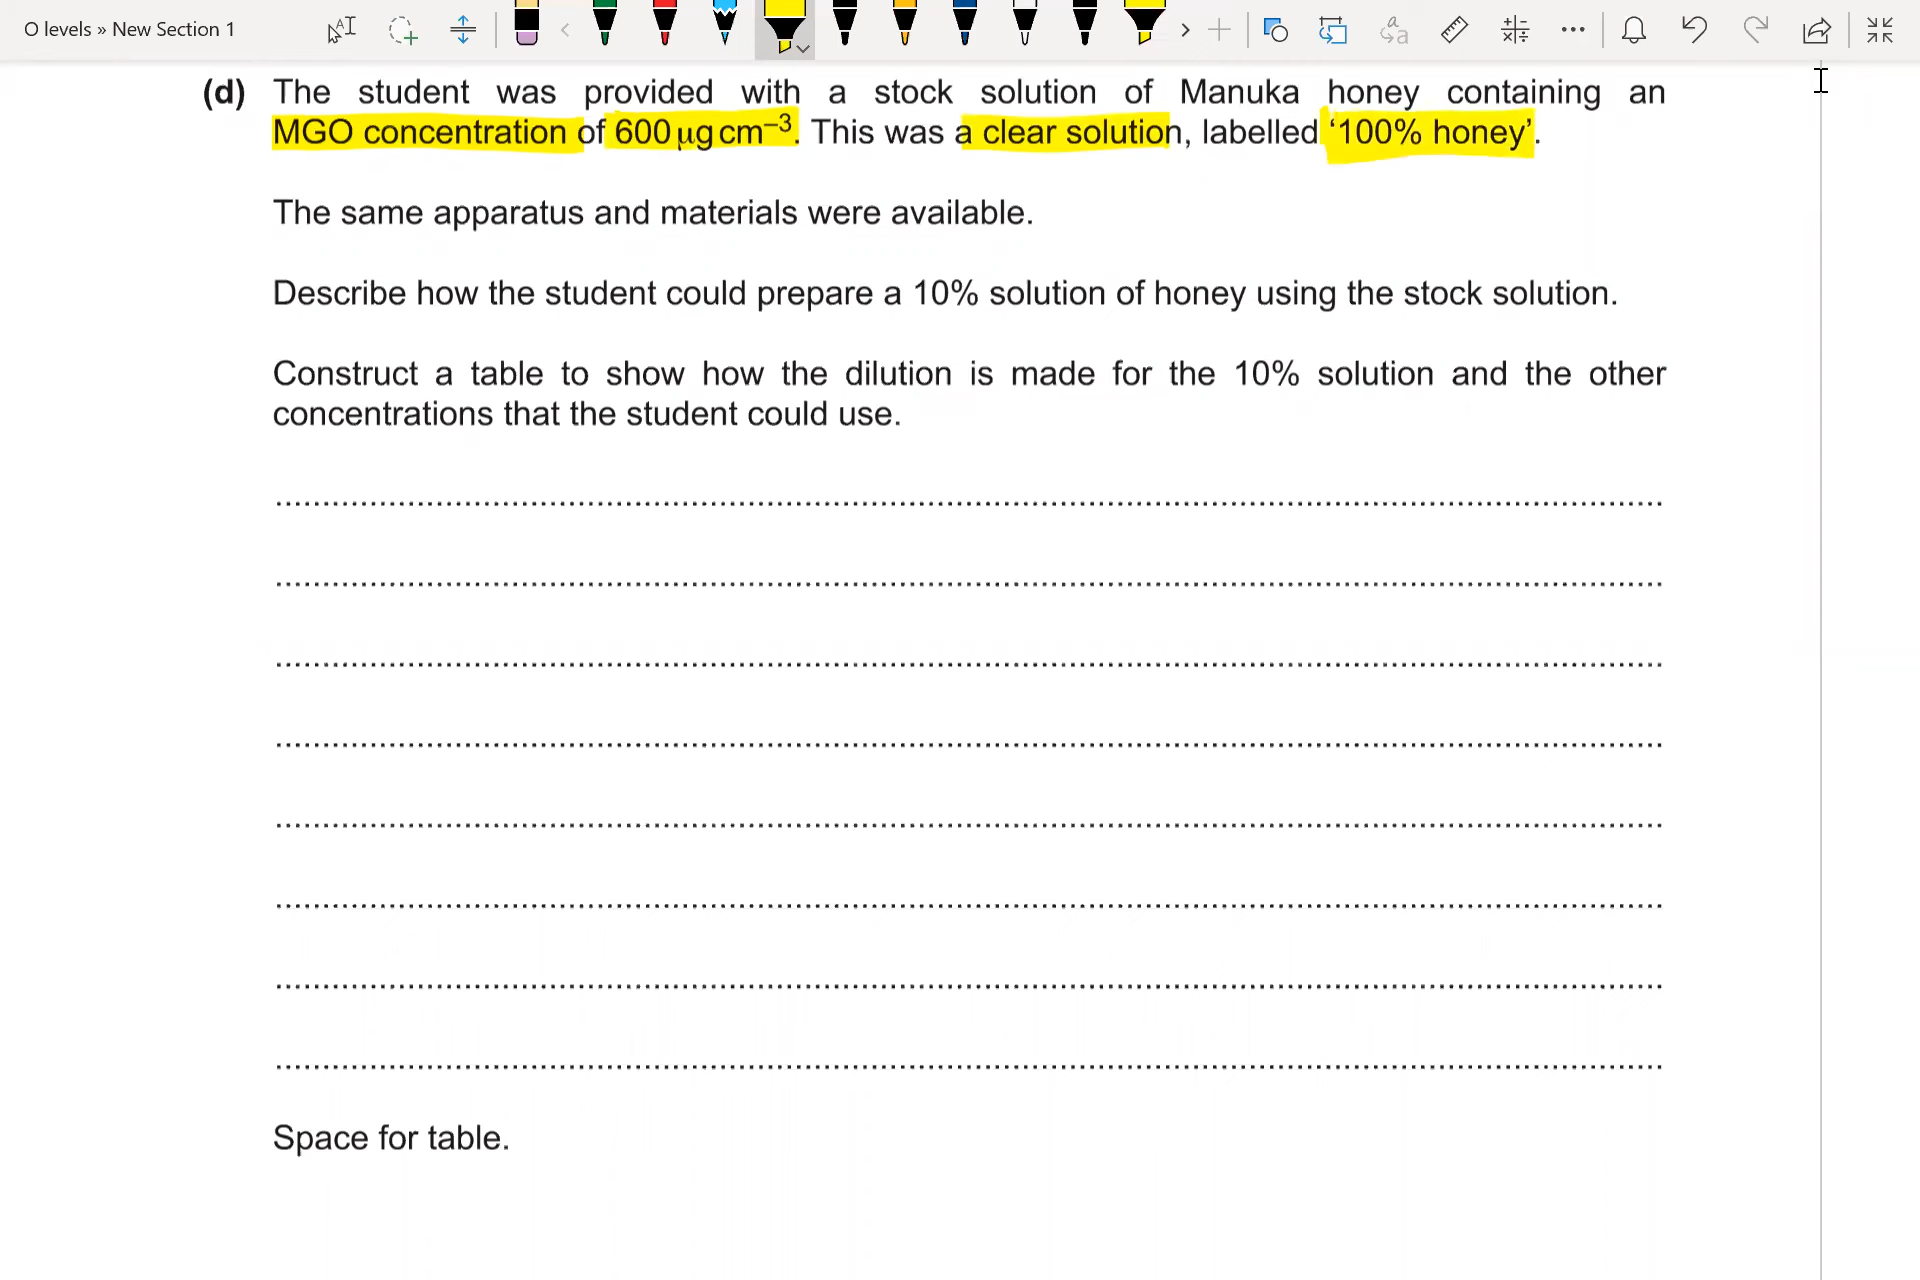 O levels » New Section 1
(d) The student was provided with a stock solution of Manuka honey containing an
MGO concentration of 600 µg cm⁻³. This was a clear solution, labelled ‘100% honey’.
The same apparatus and materials were available.
Describe how the student could prepare a 10% solution of honey using the stock solution.
Construct a table to show how the dilution is made for the 10% solution and the other
concentrations that the student could use.
Space for table.